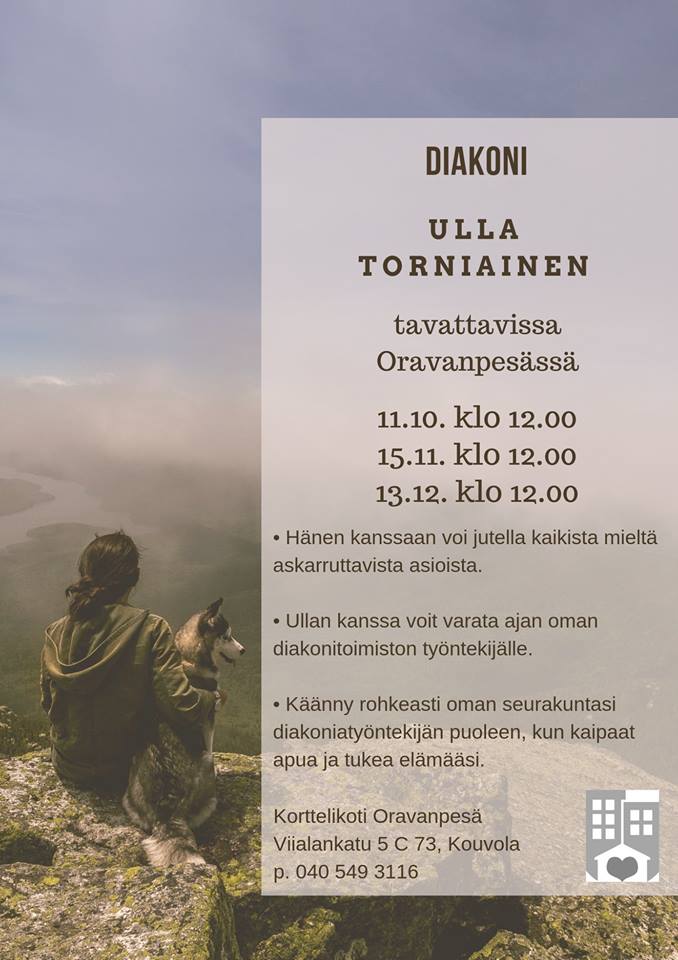 DIAKONI
ULLA
TORNIAINEN
tavattavissa
Oravanpesässä
11.10. klo 12.00
15.11. klo 12.00
13.12. klo 12.00
• Hänen kanssaan voi jutella kaikista mieltä
askarruttavista asioista.
• Ullan kanssa voit varata ajan oman
diakonitoimiston työntekijälle.
• Käänny rohkeasti oman seurakuntasi
diakoniatyöntekijän puoleen, kun kaipaat
apua ja tukea elämääsi.
Korttelikoti Oravanpesä
Viialankatu 5 C 73, Kouvola
p. 040 549 3116